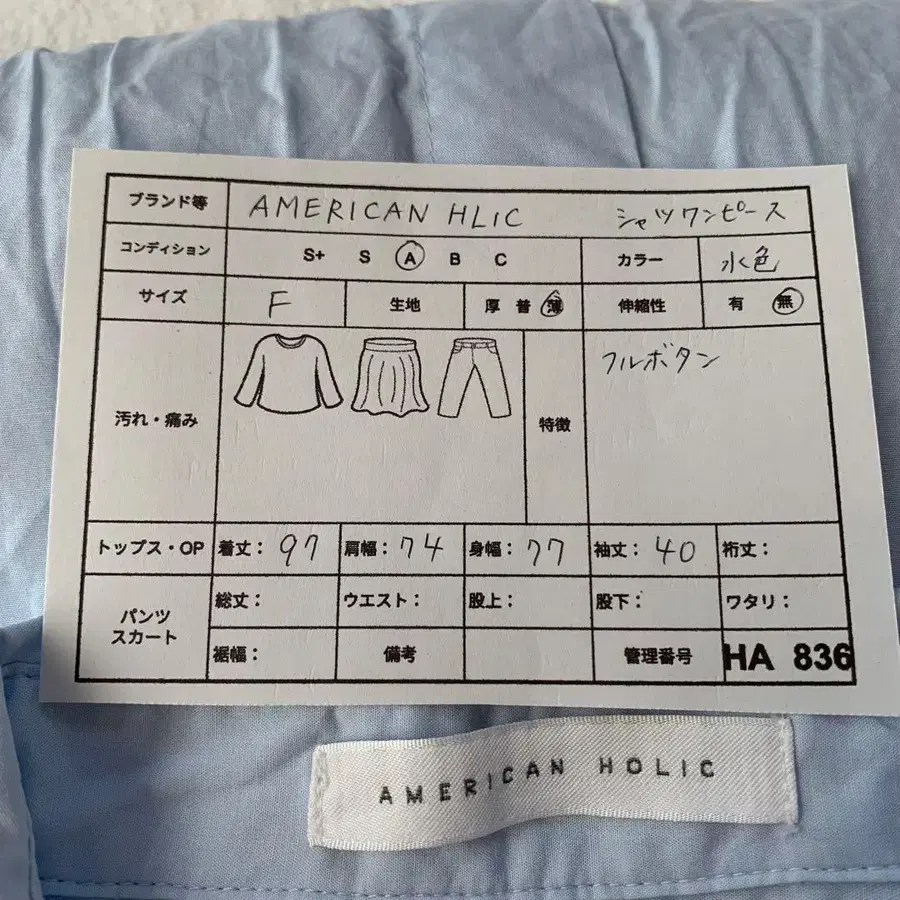 ブランド等 AMERICAN HLIC シャツワンピース
コンディション S+ S A B C カラー 水色
サイズ F 生地 厚 普 薄 伸縮性 有 無
汚れ・痛み 特徴 フルボタン
トップス・OP 着丈: 97 肩幅: 74 身幅: 77 袖丈: 40 裄丈:
パンツ スカート 総丈: ウエスト: 股上: 股下: ワタリ:
裾幅: 備考 管理番号 HA 836
AMERICAN HOLIC